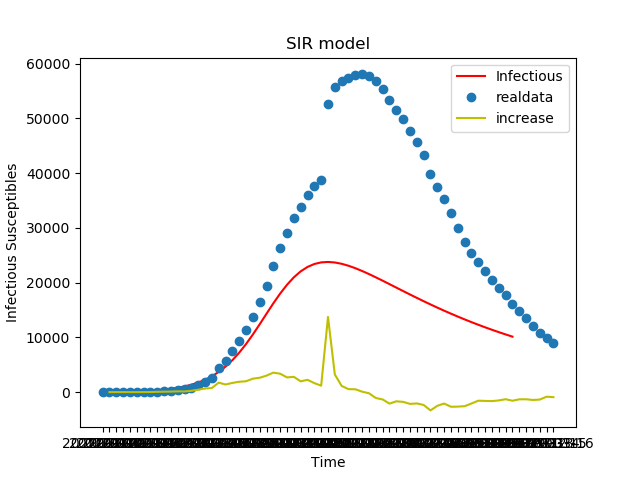 SIR model
60000
50000
40000
30000
20000
10000
0
Infectious Susceptibles
Infectious
realdata
increase
Time